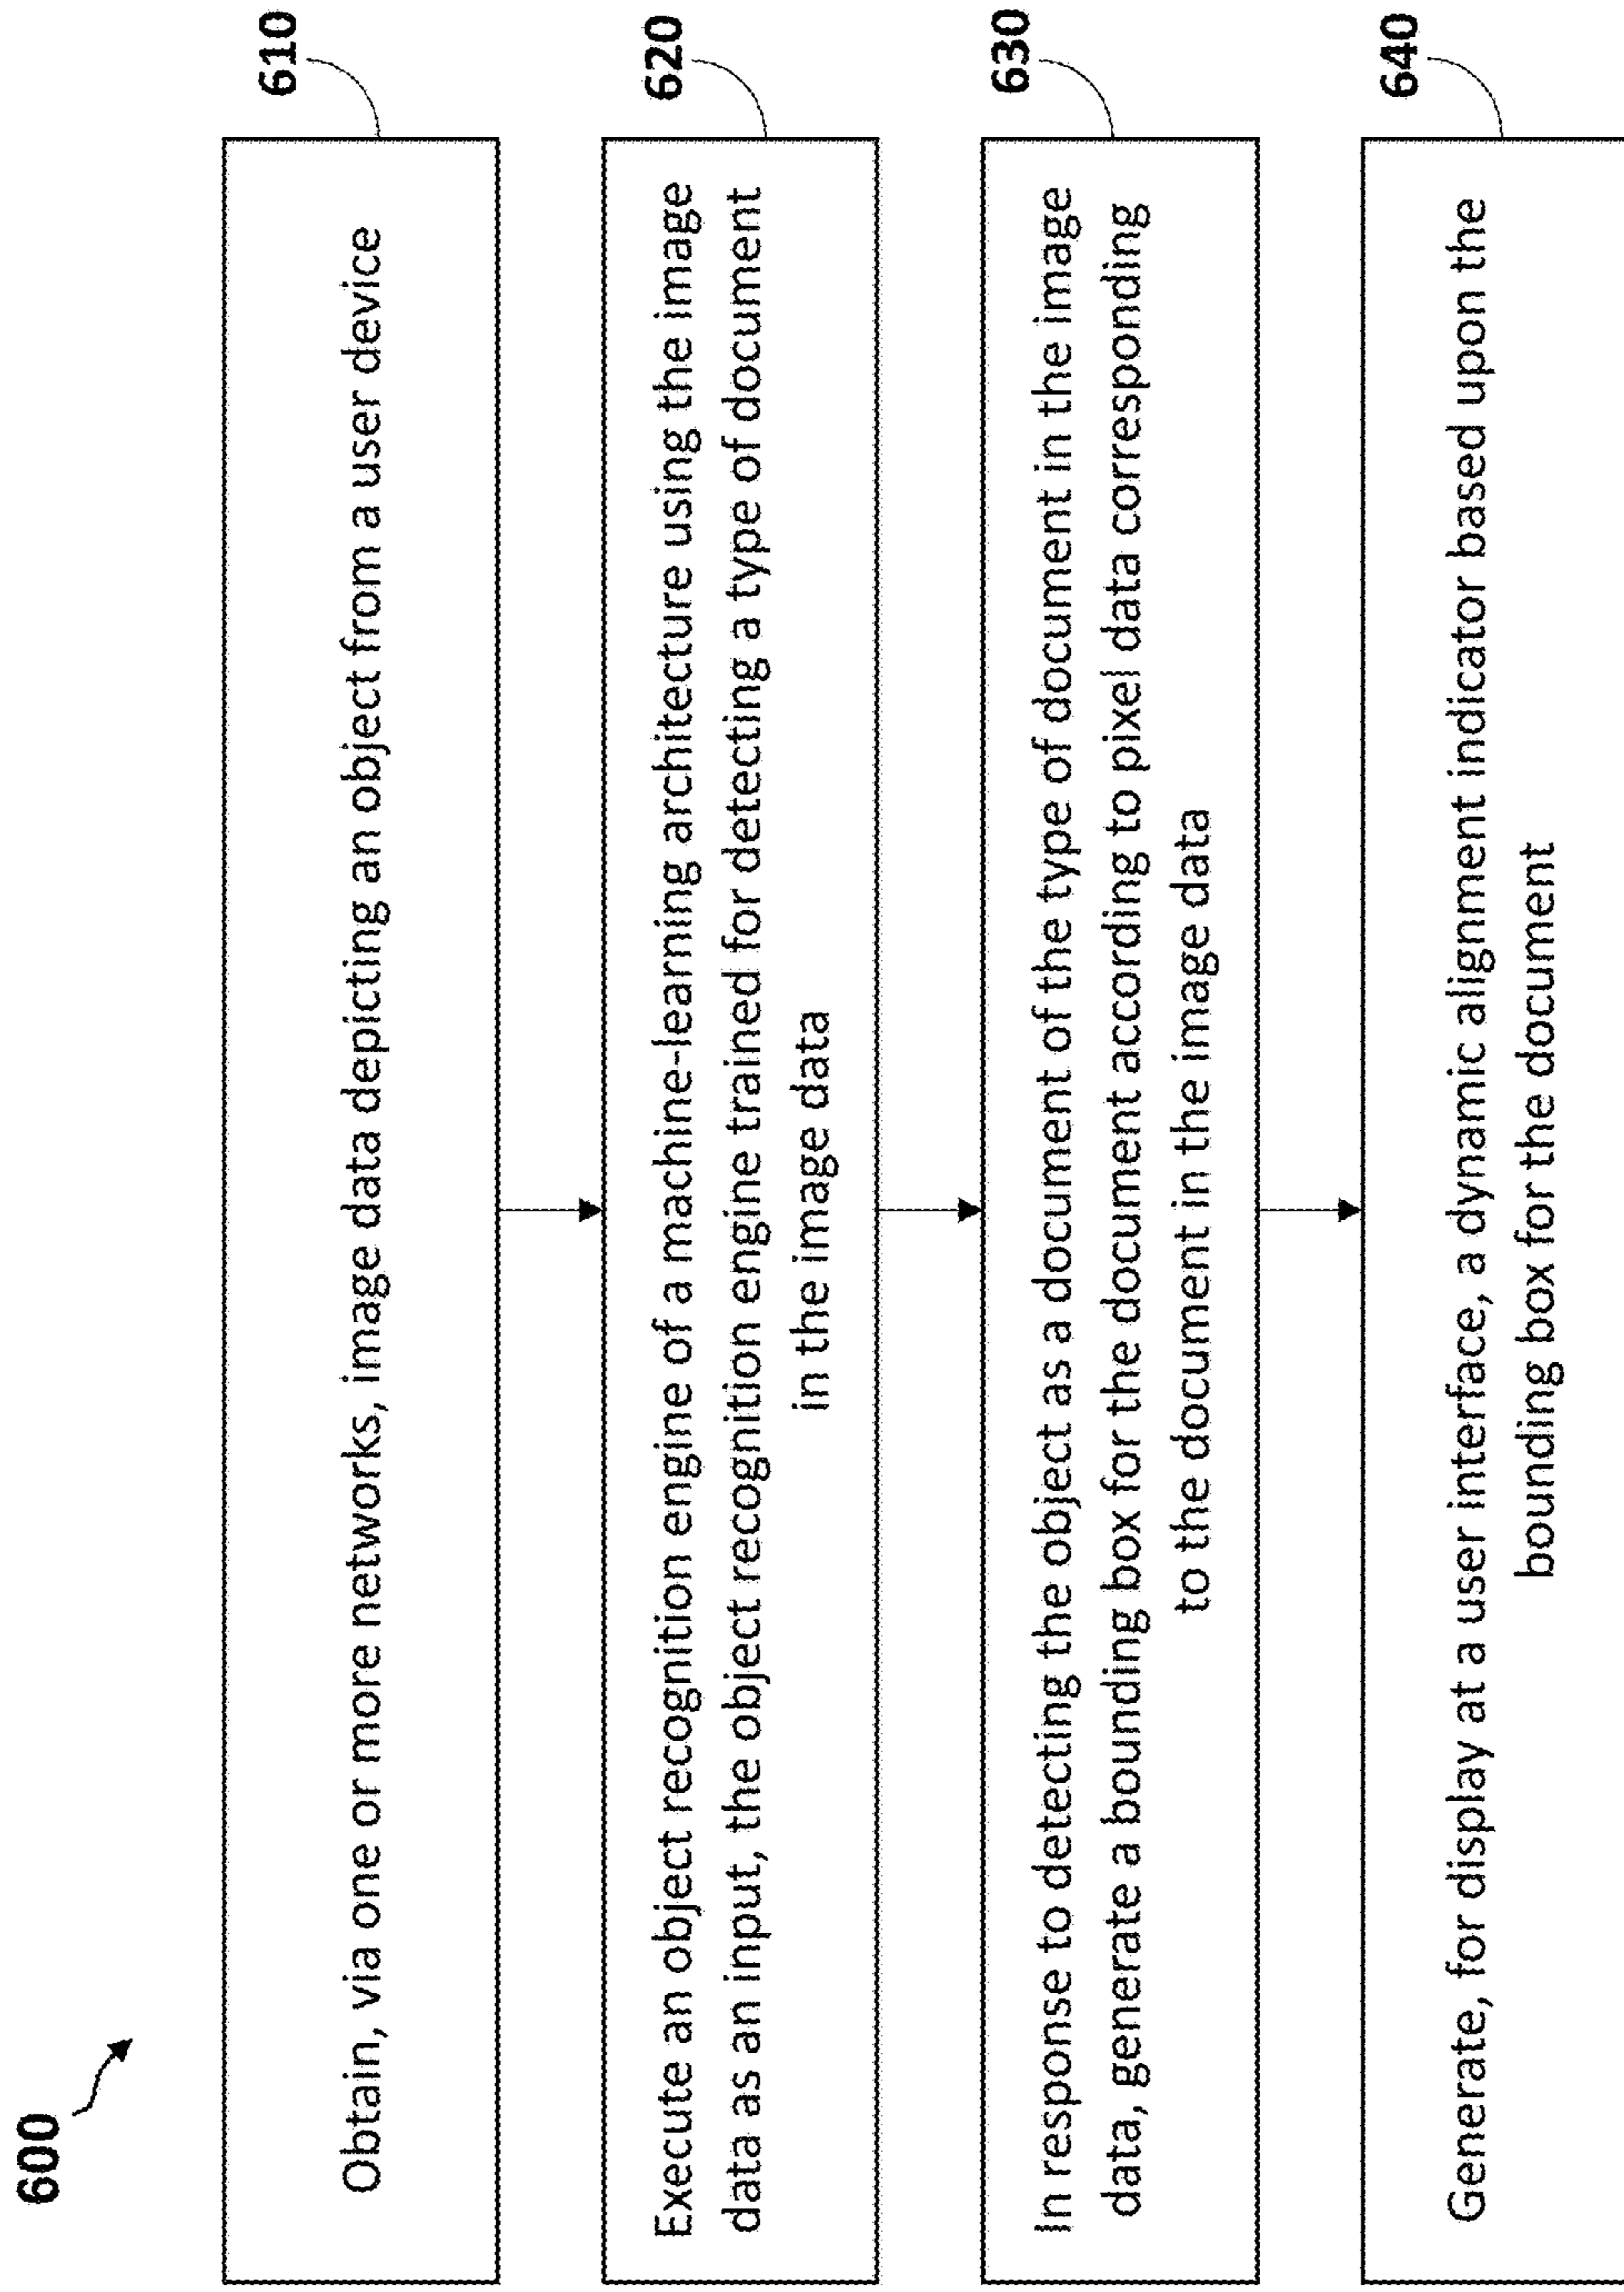 600
610
Obtain, via one or more networks, image data depicting an object from a user device
620
Execute an object recognition engine of a machine-learning architecture using the image
data as an input, the object recognition engine trained for detecting a type of document
in the image data
630
In response to detecting the object as a document of the type of document in the image
data, generate a bounding box for the document according to pixel data corresponding
to the document in the image data
640
Generate, for display at a user interface, a dynamic alignment indicator based upon the
bounding box for the document